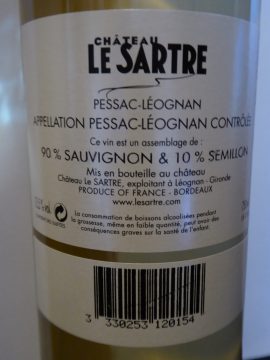 CHÂTEAU
LE SARTRE
PESSAC-LÉOGNAN
APPELLATION PESSAC-LÉOGNAN CONTRÔLÉE
Ce vin est un assemblage de :
90 % SAUVIGNON & 10 % SEMILLON
Mis en bouteille au château
Château Le SARTRE, exploitant à Léognan - Gironde
PRODUCE OF FRANCE - BORDEAUX
www.lesartre.com
La consommation de boissons alcoolisées pendant
la grossesse, même en faible quantité, peut avoir des
conséquences graves sur la santé de l'enfant.
3 330253 120154